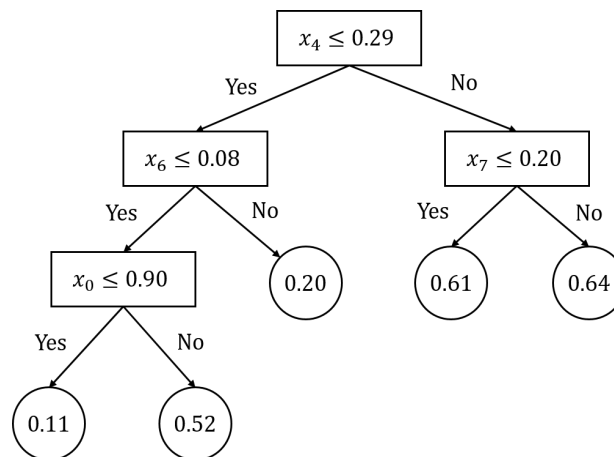 x₄ ≤ 0.29
Yes No
x₆ ≤ 0.08 x₇ ≤ 0.20
Yes No Yes No
x₀ ≤ 0.90 0.20 0.61 0.64
Yes No
0.11 0.52